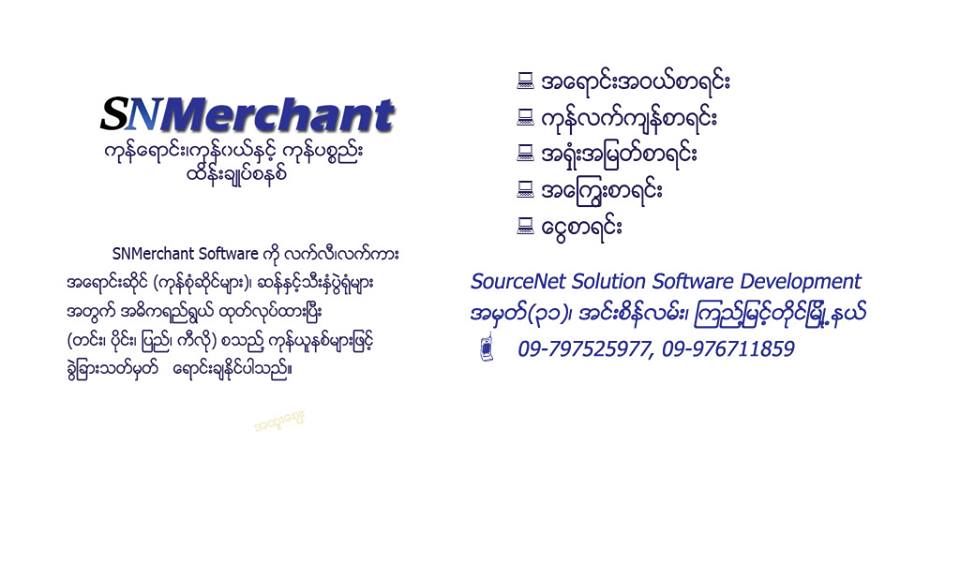 SNMerchant
ကုန်ရောင်း၊ကုန်ဝယ်နှင့် ကုန်ပစ္စည်း
ထိန်းချုပ်စနစ်
SNMerchant Software ကို လက်လီ၊လက်ကား
အရောင်းဆိုင် (ကုန်စုံဆိုင်များ)၊ ဆန်နှင့်သီးနှံပွဲရုံများ
အတွက် အဓိကရည်ရွယ် ထုတ်လုပ်ထားပြီး
(တင်း၊ ပိုင်း၊ ပြည်၊ ကီလို) စသည့် ကုန်ယူနစ်များဖြင့်
ခွဲခြားသတ်မှတ် ရောင်းချနိုင်ပါသည်။
အထူးဈေး
အရောင်းအဝယ်စာရင်း
ကုန်လက်ကျန်စာရင်း
အရှုံးအမြတ်စာရင်း
အကြွေးစာရင်း
ငွေစာရင်း
SourceNet Solution Software Development
အမှတ်(၃၁)၊ အင်းစိန်လမ်း၊ ကြည့်မြင့်တိုင်မြို့နယ်
09-797525977, 09-976711859